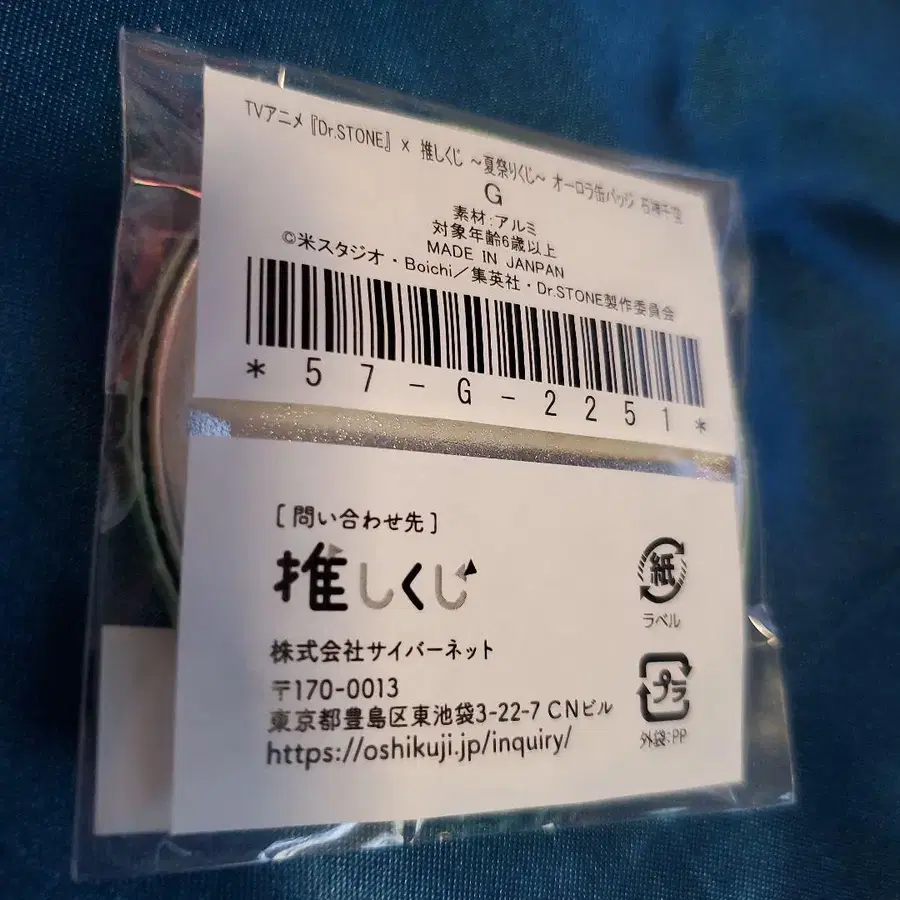 TVアニメ『Dr.STONE』× 推しくじ ～夏祭りくじ～ オーロラ缶バッジ 石神千空
G
素材:アルミ
対象年齢6歳以上
MADE IN JANPAN
©米スタジオ・Boichi／集英社・Dr.STONE製作委員会
*57-G-2251*
[問い合わせ先]
推しくじ
株式会社サイバーネット
〒170-0013
東京都豊島区東池袋3-22-7 CNビル
https://oshikuji.jp/inquiry/
紙
ラベル
プラ
外袋:PP